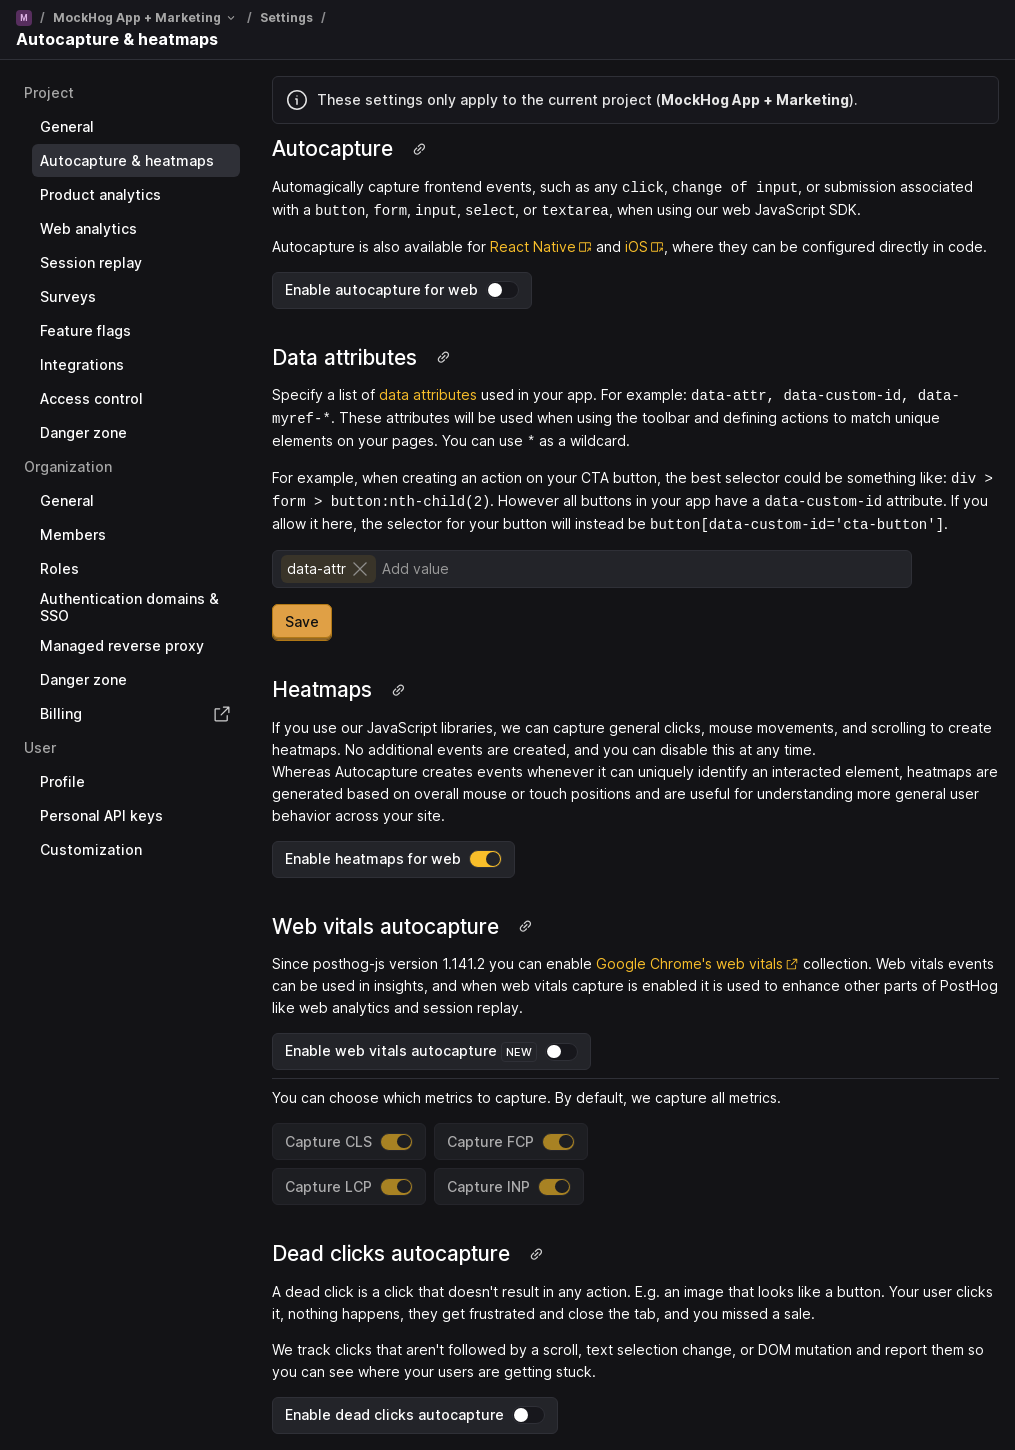 M / MockHog App + Marketing / Settings /
Autocapture & heatmaps
Project
General
Autocapture & heatmaps
Product analytics
Web analytics
Session replay
Surveys
Feature flags
Integrations
Access control
Danger zone
Organization
General
Members
Roles
Authentication domains &
SSO
Managed reverse proxy
Danger zone
Billing
User
Profile
Personal API keys
Customization
These settings only apply to the current project (MockHog App + Marketing).
Autocapture
Automagically capture frontend events, such as any click, change of input, or submission associated
with a button, form, input, select, or textarea, when using our web JavaScript SDK.
Autocapture is also available for React Native and iOS, where they can be configured directly in code.
Enable autocapture for web
Data attributes
Specify a list of data attributes used in your app. For example: data-attr, data-custom-id, data-
myref-*. These attributes will be used when using the toolbar and defining actions to match unique
elements on your pages. You can use * as a wildcard.
For example, when creating an action on your CTA button, the best selector could be something like: div >
form > button:nth-child(2). However all buttons in your app have a data-custom-id attribute. If you
allow it here, the selector for your button will instead be button[data-custom-id='cta-button'].
data-attr Add value
Save
Heatmaps
If you use our JavaScript libraries, we can capture general clicks, mouse movements, and scrolling to create
heatmaps. No additional events are created, and you can disable this at any time.
Whereas Autocapture creates events whenever it can uniquely identify an interacted element, heatmaps are
generated based on overall mouse or touch positions and are useful for understanding more general user
behavior across your site.
Enable heatmaps for web
Web vitals autocapture
Since posthog-js version 1.141.2 you can enable Google Chrome's web vitals collection. Web vitals events
can be used in insights, and when web vitals capture is enabled it is used to enhance other parts of PostHog
like web analytics and session replay.
Enable web vitals autocapture NEW
You can choose which metrics to capture. By default, we capture all metrics.
Capture CLS Capture FCP
Capture LCP Capture INP
Dead clicks autocapture
A dead click is a click that doesn't result in any action. E.g. an image that looks like a button. Your user clicks
it, nothing happens, they get frustrated and close the tab, and you missed a sale.
We track clicks that aren't followed by a scroll, text selection change, or DOM mutation and report them so
you can see where your users are getting stuck.
Enable dead clicks autocapture